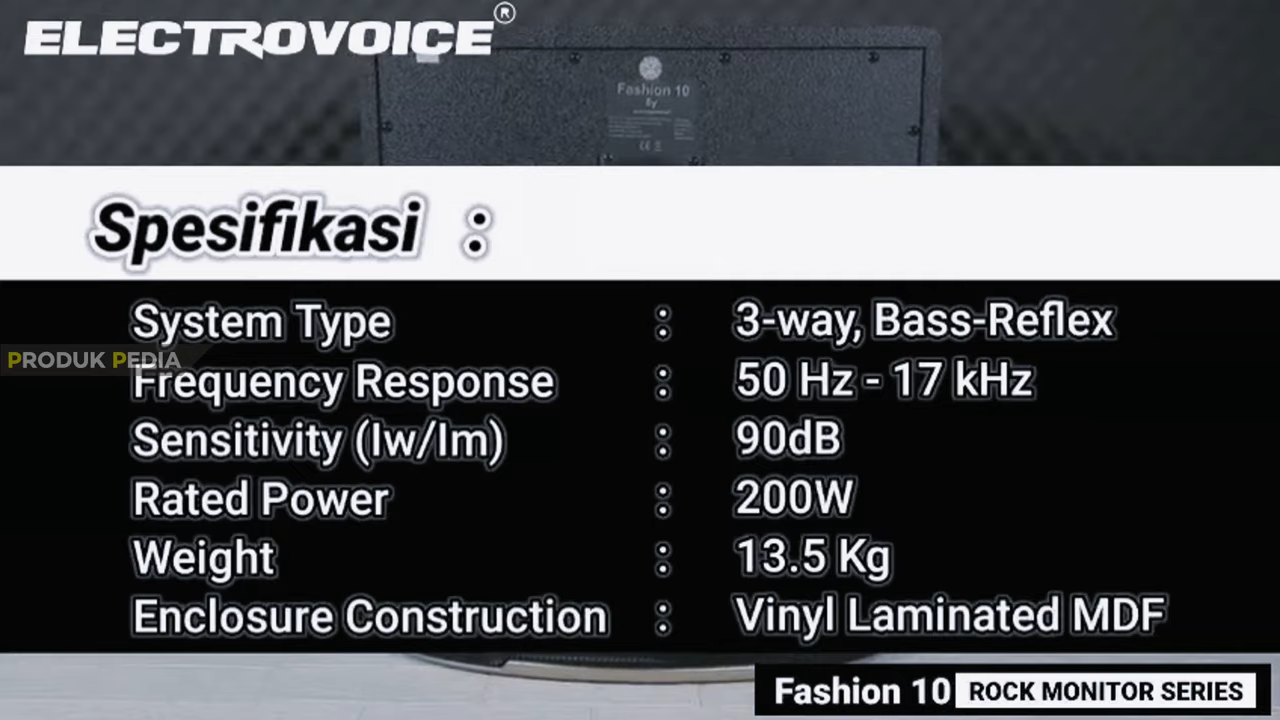 ELECTROVOICE®
Fashion 10
By
Spesifikasi :
System Type : 3-way, Bass-Reflex
PRODUK PEDIA
Frequency Response : 50 Hz - 17 kHz
Sensitivity (Iw/Im) : 90dB
Rated Power : 200W
Weight : 13.5 Kg
Enclosure Construction : Vinyl Laminated MDF
Fashion 10 ROCK MONITOR SERIES